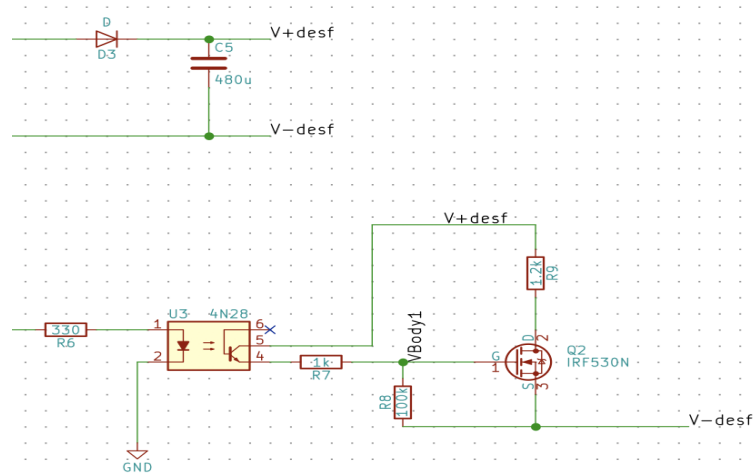 D
D3
V+desf
C5
480u
V-desf
V+desf
1.2k
R9
VBody1
U3 4N28
330
R6
1
2
6
5
4
1k
R7
G
1
D
2
Q2
IRF530N
S
3
R8
100k
V-desf
GND